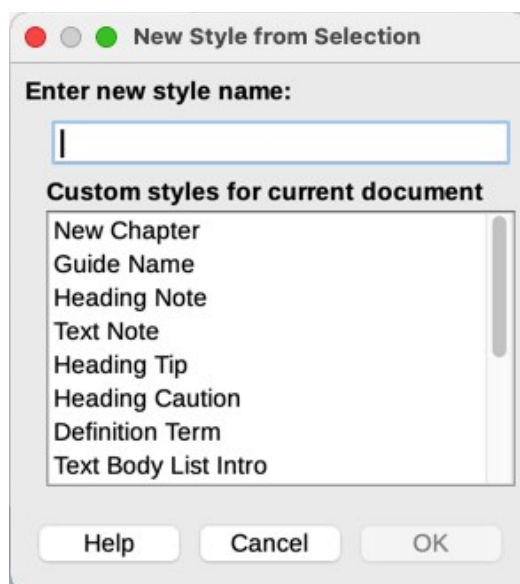 New Style from Selection
Enter new style name:
Custom styles for current document
New Chapter
Guide Name
Heading Note
Text Note
Heading Tip
Heading Caution
Definition Term
Text Body List Intro
Help Cancel OK